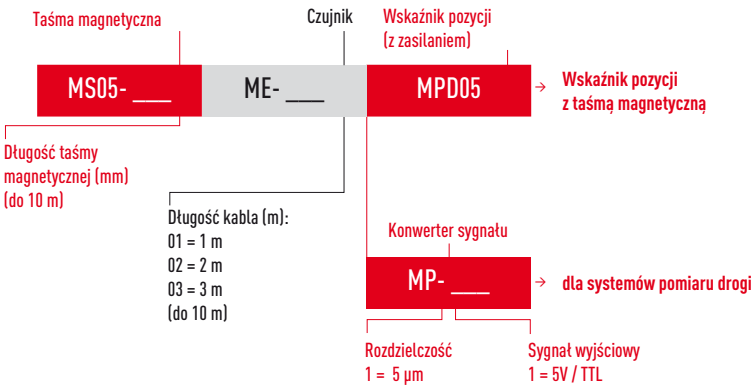 Taśma magnetyczna
Czujnik
Wskaźnik pozycji
(z zasilaniem)
MS05- ___
ME- ___
MPD05
→ Wskaźnik pozycji
z taśmą magnetyczną
Długość taśmy
magnetycznej (mm)
(do 10 m)
Długość kabla (m):
01 = 1 m
02 = 2 m
03 = 3 m
(do 10 m)
Konwerter sygnału
MP- ___
→ dla systemów pomiaru drogi
Rozdzielczość
1 = 5 µm
Sygnał wyjściowy
1 = 5V / TTL